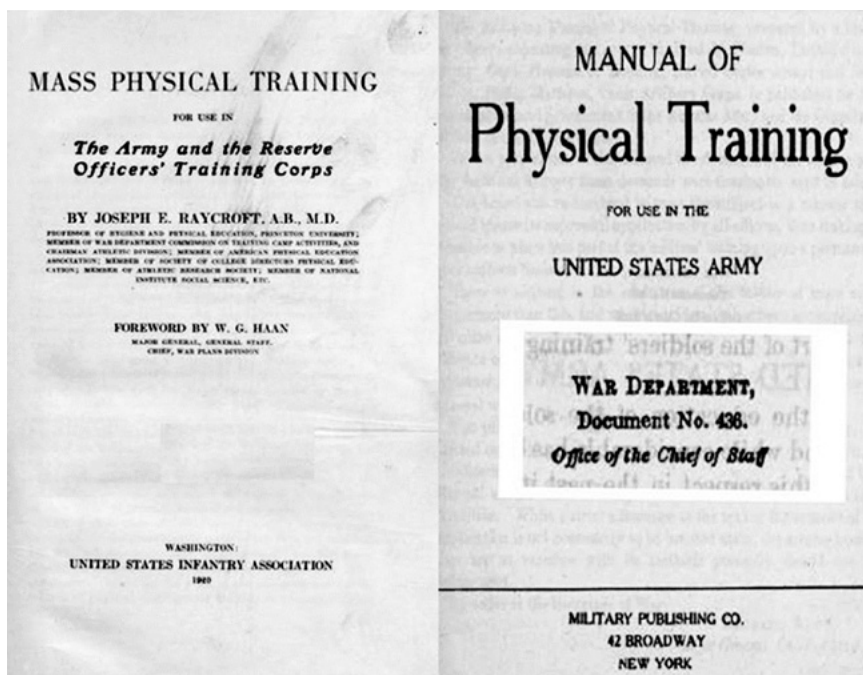 MASS PHYSICAL TRAINING
FOR USE IN
The Army and the Reserve
Officers' Training Corps
BY JOSEPH E. RAYCROFT, A.B., M.D.
PROFESSOR OF HYGIENE AND PHYSICAL EDUCATION, PRINCETON UNIVERSITY;
MEMBER OF WAR DEPARTMENT COMMISSION ON TRAINING CAMP ACTIVITIES, AND
CHAIRMAN ATHLETIC DIVISION; MEMBER OF AMERICAN PHYSICAL EDUCATION
ASSOCIATION; MEMBER OF SOCIETY OF COLLEGE DIRECTORS PHYSICAL EDU-
CATION; MEMBER OF ATHLETIC RESEARCH SOCIETY; MEMBER OF NATIONAL
INSTITUTE SOCIAL SCIENCE, ETC.
FOREWORD BY W. G. HAAN
MAJOR GENERAL, GENERAL STAFF.
CHIEF, WAR PLANS DIVISION
WASHINGTON:
UNITED STATES INFANTRY ASSOCIATION
1920
MANUAL OF
Physical Training
FOR USE IN THE
UNITED STATES ARMY
WAR DEPARTMENT,
Document No. 436.
Office of the Chief of Staff
MILITARY PUBLISHING CO.
42 BROADWAY
NEW YORK